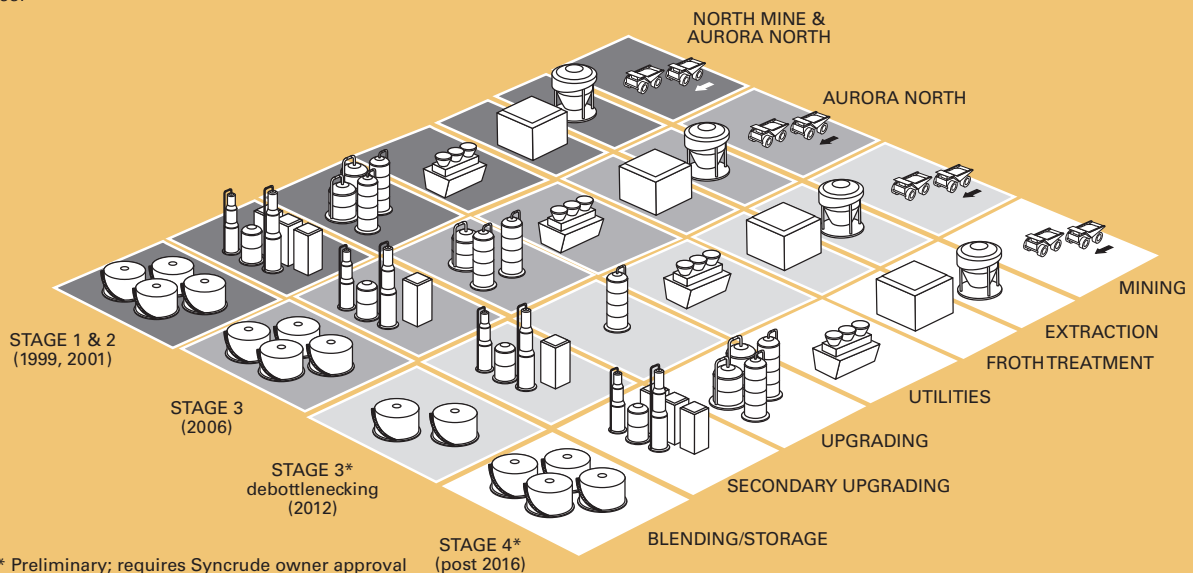 NORTH MINE &
AURORA NORTH
AURORA NORTH
MINING
EXTRACTION
FROTH TREATMENT
UTILITIES
UPGRADING
SECONDARY UPGRADING
BLENDING/STORAGE
STAGE 1 & 2
(1999, 2001)
STAGE 3
(2006)
STAGE 3*
debottlenecking
(2012)
STAGE 4*
(post 2016)
* Preliminary; requires Syncrude owner approval